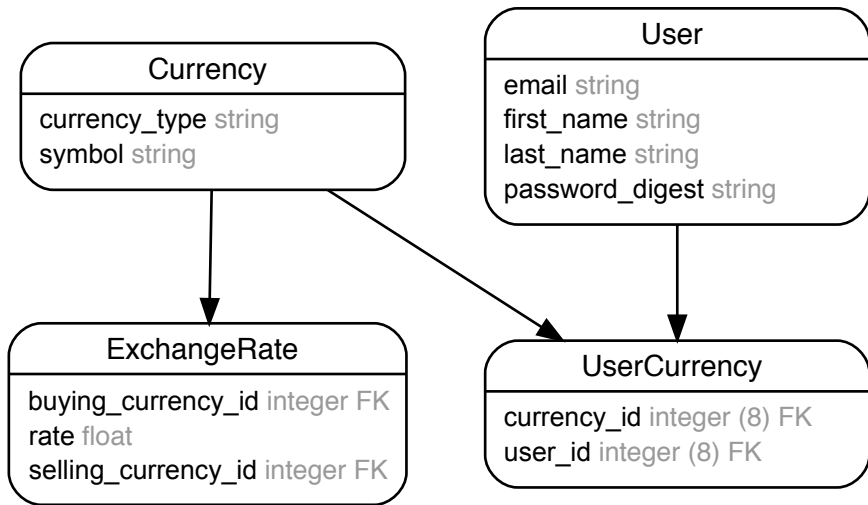 Currency
currency_type string
symbol string
User
email string
first_name string
last_name string
password_digest string
ExchangeRate
buying_currency_id integer FK
rate float
selling_currency_id integer FK
UserCurrency
currency_id integer (8) FK
user_id integer (8) FK